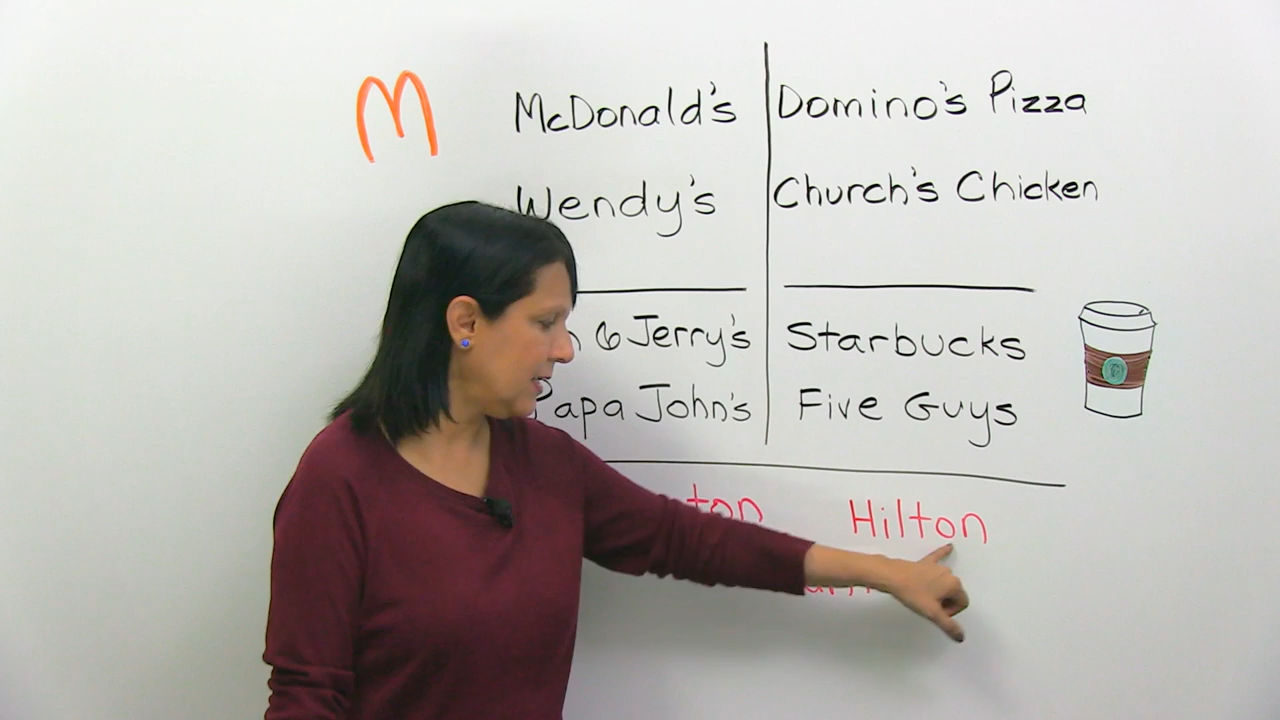 M McDonald's Domino's Pizza
Wendy's Church's Chicken
& Jerry's Starbucks
Papa John's Five Guys
Hilton